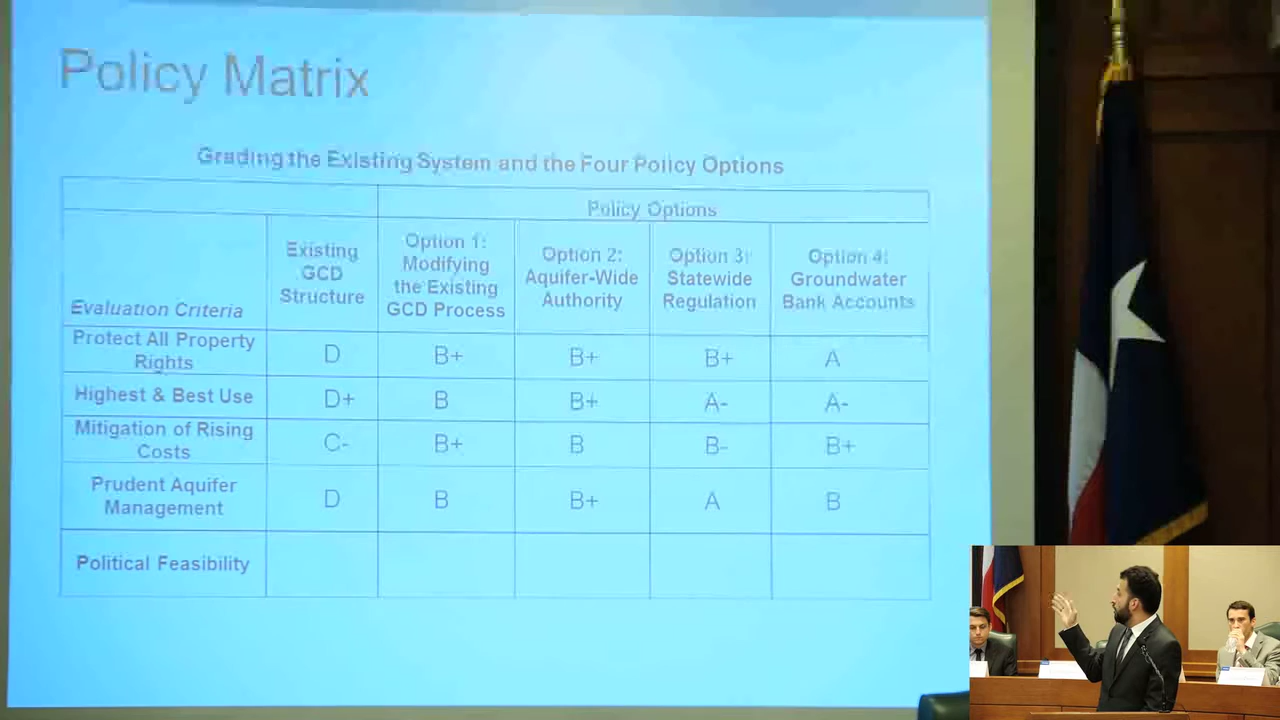 Policy Matrix
Grading the Existing System and the Four Policy Options
Policy Options
Evaluation Criteria
Existing
GCD
Structure
Option 1:
Modifying
the Existing
GCD Process
Option 2:
Aquifer-Wide
Authority
Option 3:
Statewide
Regulation
Option 4:
Groundwater
Bank Accounts
Protect All Property
Rights
D
B+
B+
B+
A
Highest & Best Use
D+
B
B+
A-
A-
Mitigation of Rising
Costs
C-
B+
B
B-
B+
Prudent Aquifer
Management
D
B
B+
A
B
Political Feasibility